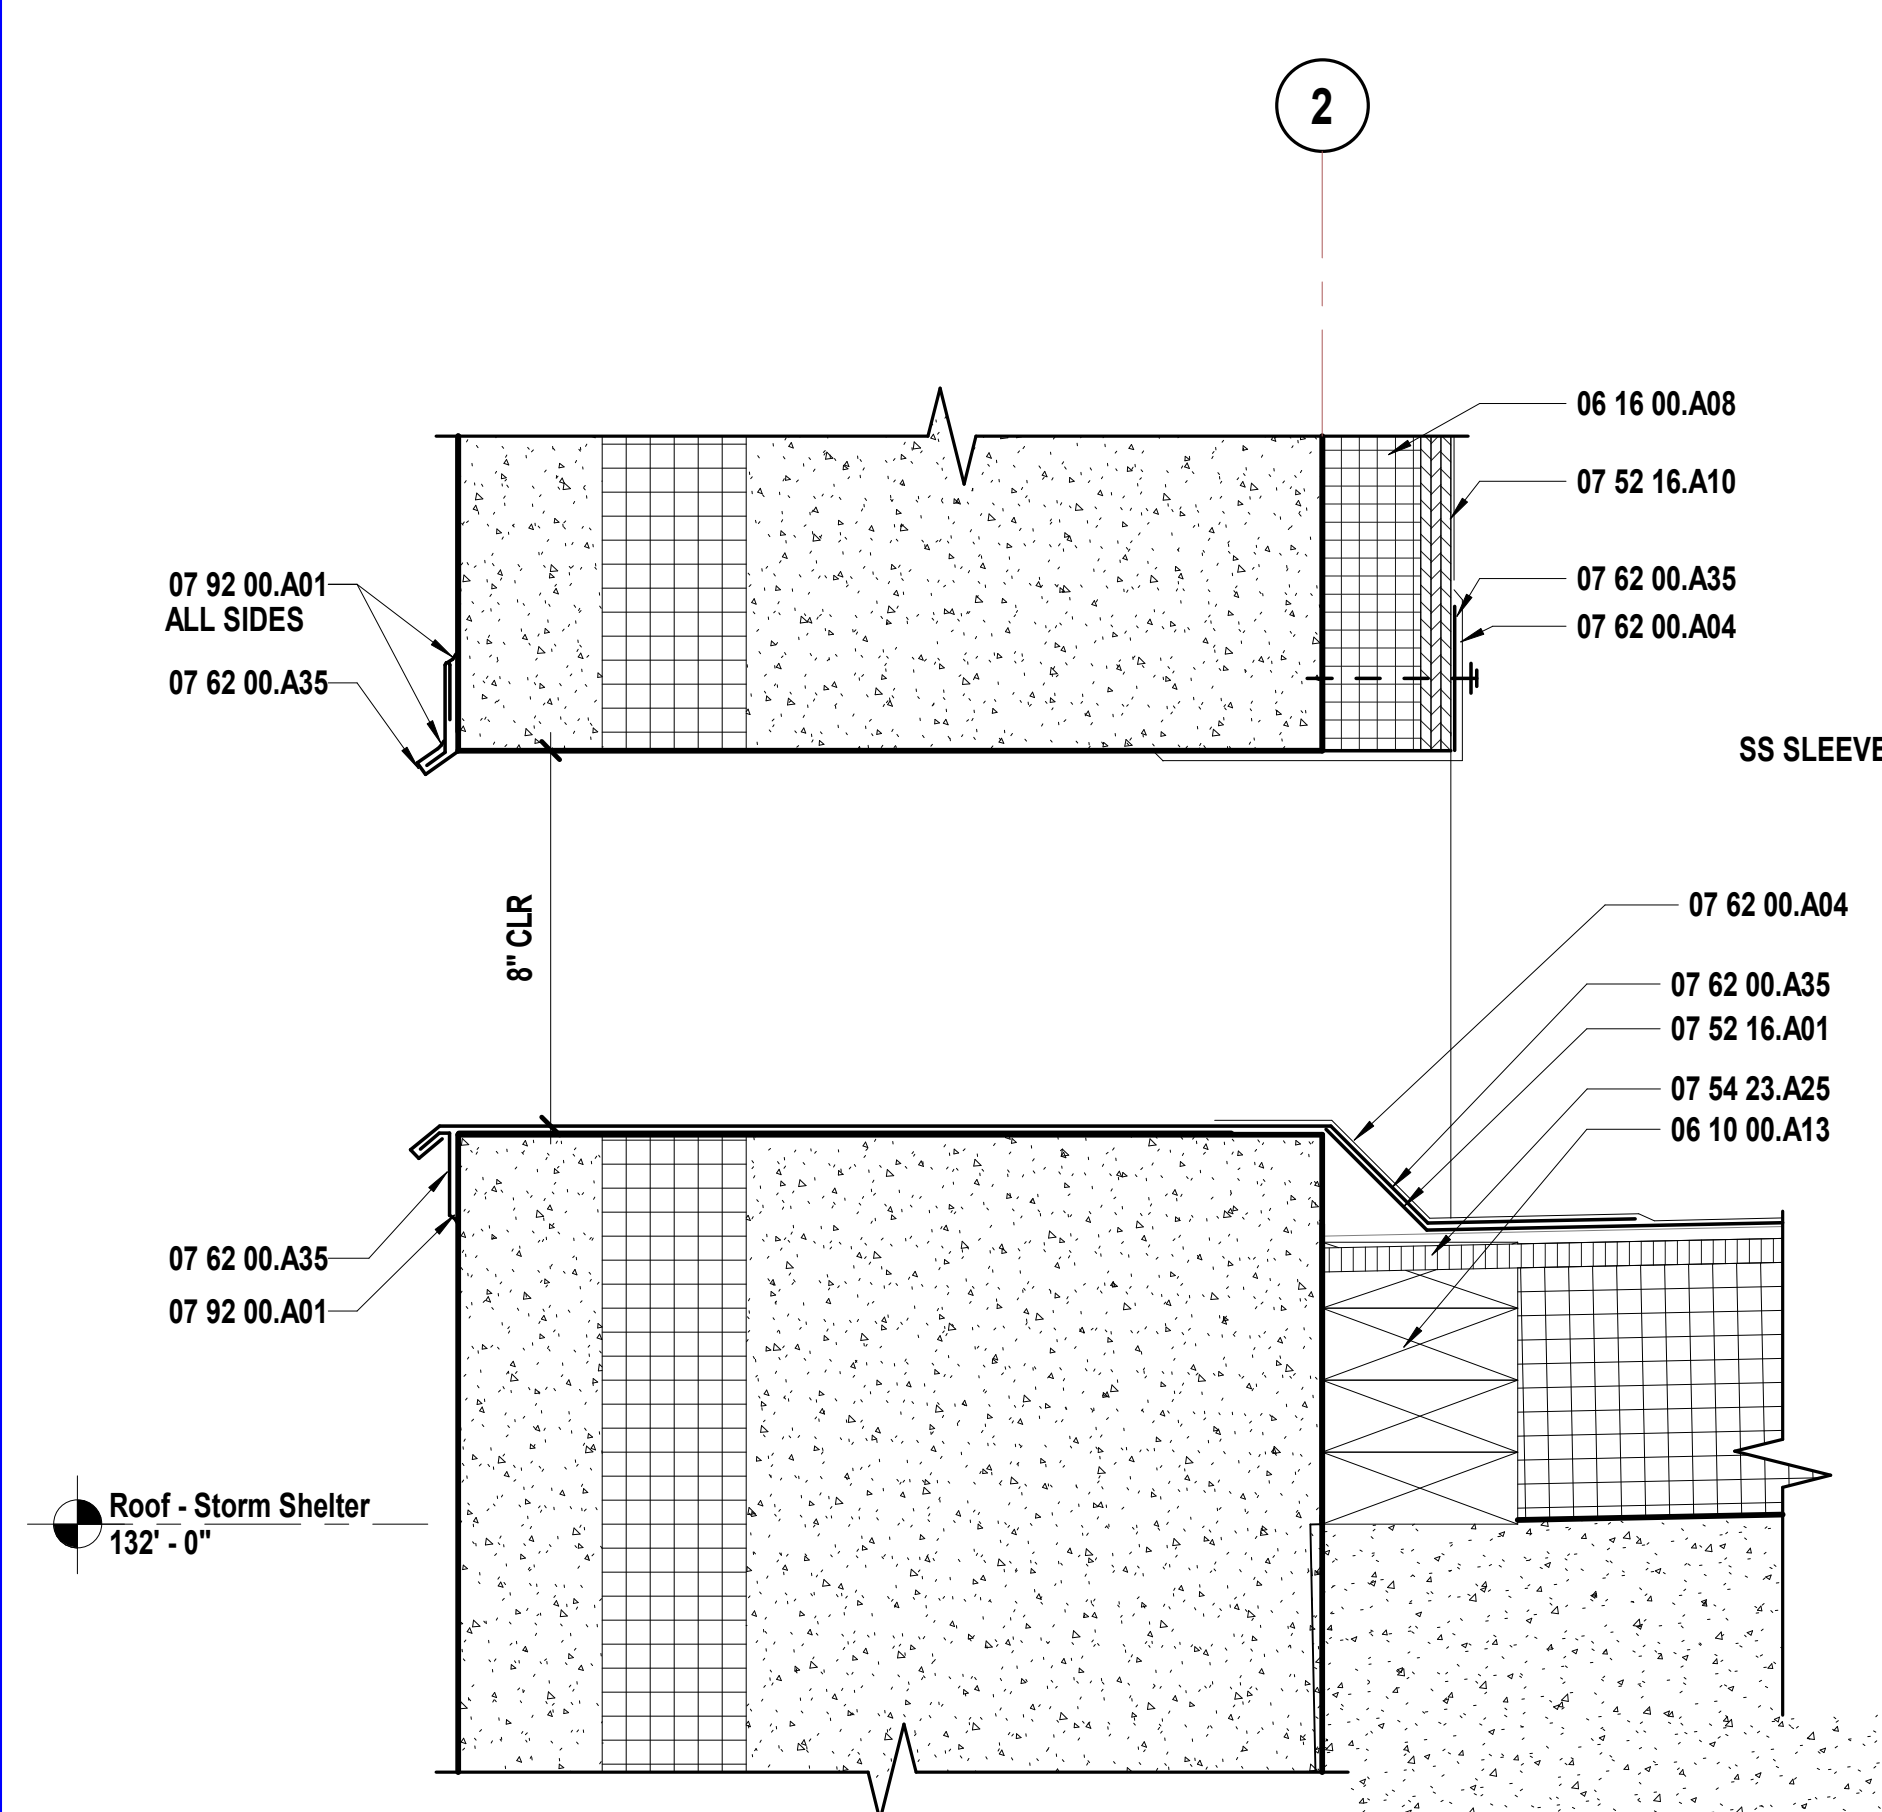 2
06 16 00.A08
07 52 16.A10
07 62 00.A35
07 62 00.A04
07 92 00.A01
ALL SIDES
07 62 00.A35
SS SLEEVE
8" CLR
07 62 00.A04
07 62 00.A35
07 52 16.A01
07 54 23.A25
06 10 00.A13
07 62 00.A35
07 92 00.A01
Roof - Storm Shelter
132' - 0"